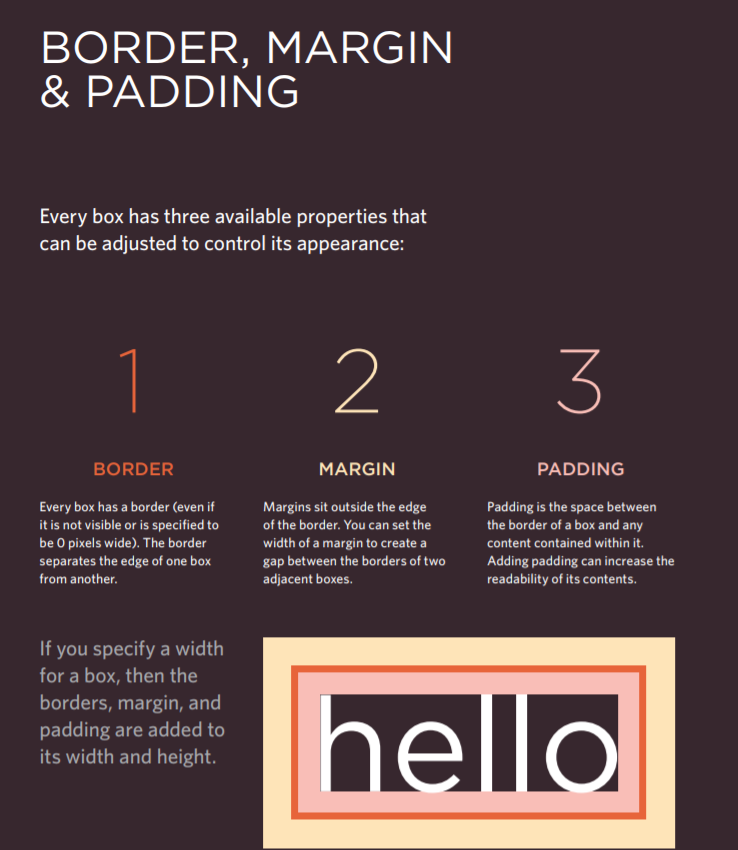 BORDER, MARGIN
& PADDING
Every box has three available properties that
can be adjusted to control its appearance:
1
BORDER
Every box has a border (even if
it is not visible or is specified to
be 0 pixels wide). The border
separates the edge of one box
from another.
2
MARGIN
Margins sit outside the edge
of the border. You can set the
width of a margin to create a
gap between the borders of two
adjacent boxes.
3
PADDING
Padding is the space between
the border of a box and any
content contained within it.
Adding padding can increase the
readability of its contents.
If you specify a width
for a box, then the
borders, margin, and
padding are added to
its width and height.
hello